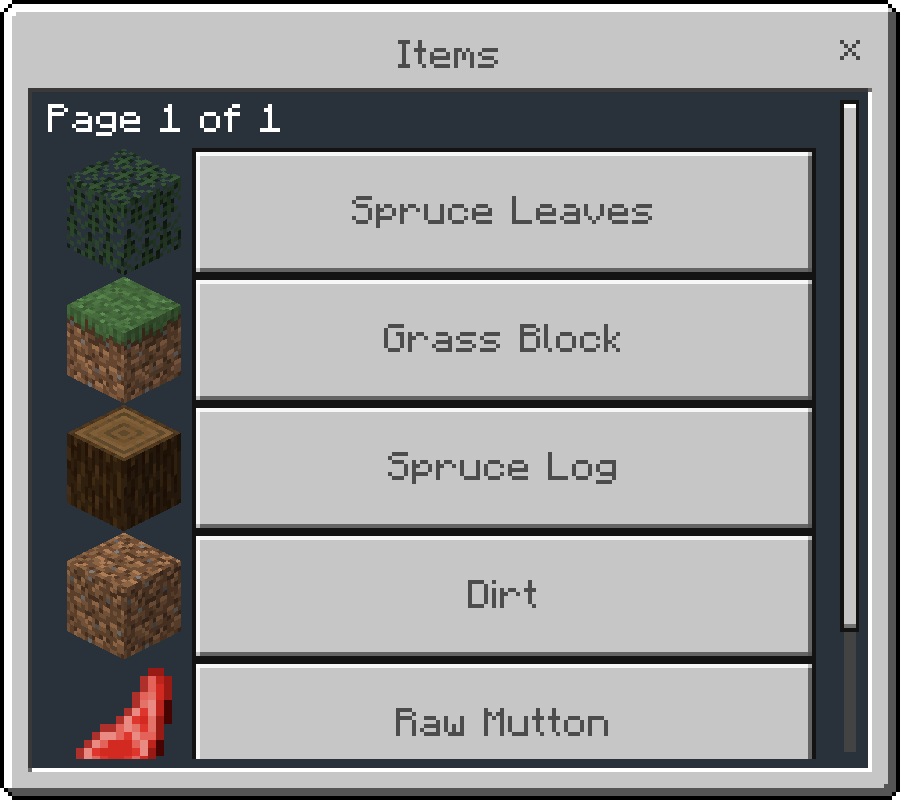 Items
X
Page 1 of 1
Spruce Leaves
Grass Block
Spruce Log
Dirt
Raw Mutton